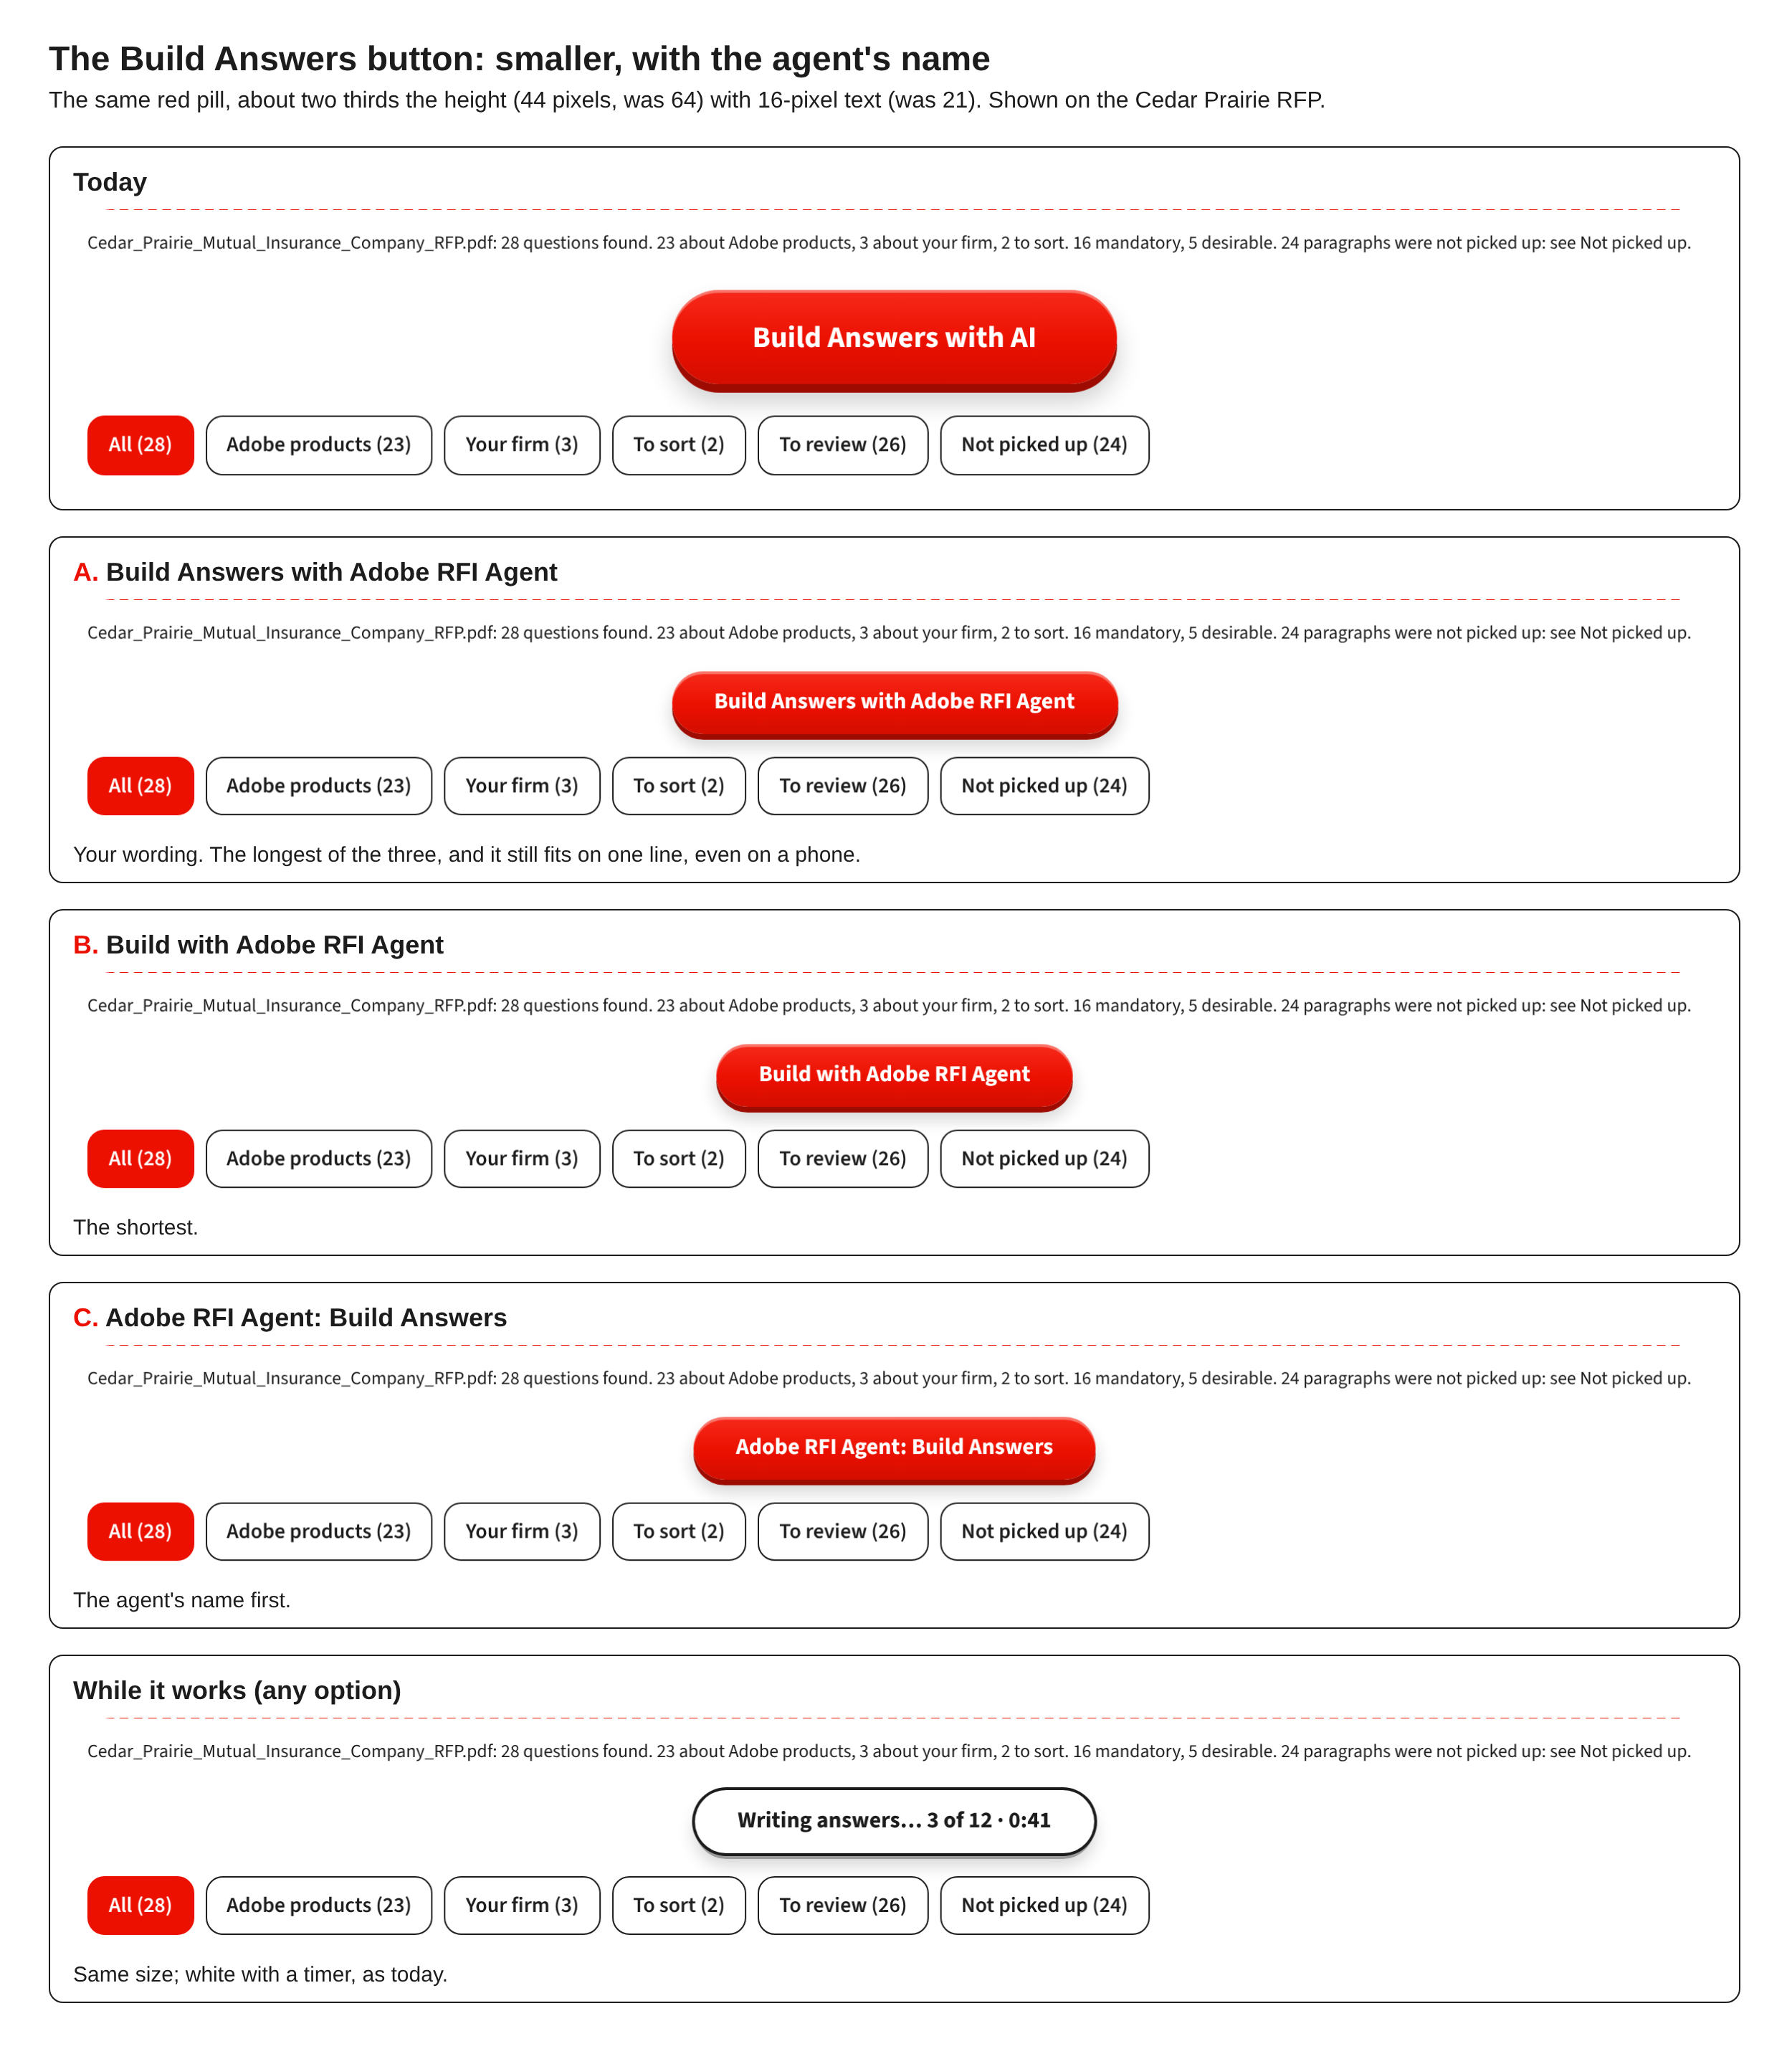 The Build Answers button: smaller, with the agent's name
The same red pill, about two thirds the height (44 pixels, was 64) with 16-pixel text (was 21). Shown on the Cedar Prairie RFP.
Today
Cedar_Prairie_Mutual_Insurance_Company_RFP.pdf: 28 questions found. 23 about Adobe products, 3 about your firm, 2 to sort. 16 mandatory, 5 desirable. 24 paragraphs were not picked up: see Not picked up.
Build Answers with AI
All (28) Adobe products (23) Your firm (3) To sort (2) To review (26) Not picked up (24)
A. Build Answers with Adobe RFI Agent
Cedar_Prairie_Mutual_Insurance_Company_RFP.pdf: 28 questions found. 23 about Adobe products, 3 about your firm, 2 to sort. 16 mandatory, 5 desirable. 24 paragraphs were not picked up: see Not picked up.
Build Answers with Adobe RFI Agent
All (28) Adobe products (23) Your firm (3) To sort (2) To review (26) Not picked up (24)
Your wording. The longest of the three, and it still fits on one line, even on a phone.
B. Build with Adobe RFI Agent
Cedar_Prairie_Mutual_Insurance_Company_RFP.pdf: 28 questions found. 23 about Adobe products, 3 about your firm, 2 to sort. 16 mandatory, 5 desirable. 24 paragraphs were not picked up: see Not picked up.
Build with Adobe RFI Agent
All (28) Adobe products (23) Your firm (3) To sort (2) To review (26) Not picked up (24)
The shortest.
C. Adobe RFI Agent: Build Answers
Cedar_Prairie_Mutual_Insurance_Company_RFP.pdf: 28 questions found. 23 about Adobe products, 3 about your firm, 2 to sort. 16 mandatory, 5 desirable. 24 paragraphs were not picked up: see Not picked up.
Adobe RFI Agent: Build Answers
All (28) Adobe products (23) Your firm (3) To sort (2) To review (26) Not picked up (24)
The agent's name first.
While it works (any option)
Cedar_Prairie_Mutual_Insurance_Company_RFP.pdf: 28 questions found. 23 about Adobe products, 3 about your firm, 2 to sort. 16 mandatory, 5 desirable. 24 paragraphs were not picked up: see Not picked up.
Writing answers… 3 of 12 · 0:41
All (28) Adobe products (23) Your firm (3) To sort (2) To review (26) Not picked up (24)
Same size; white with a timer, as today.